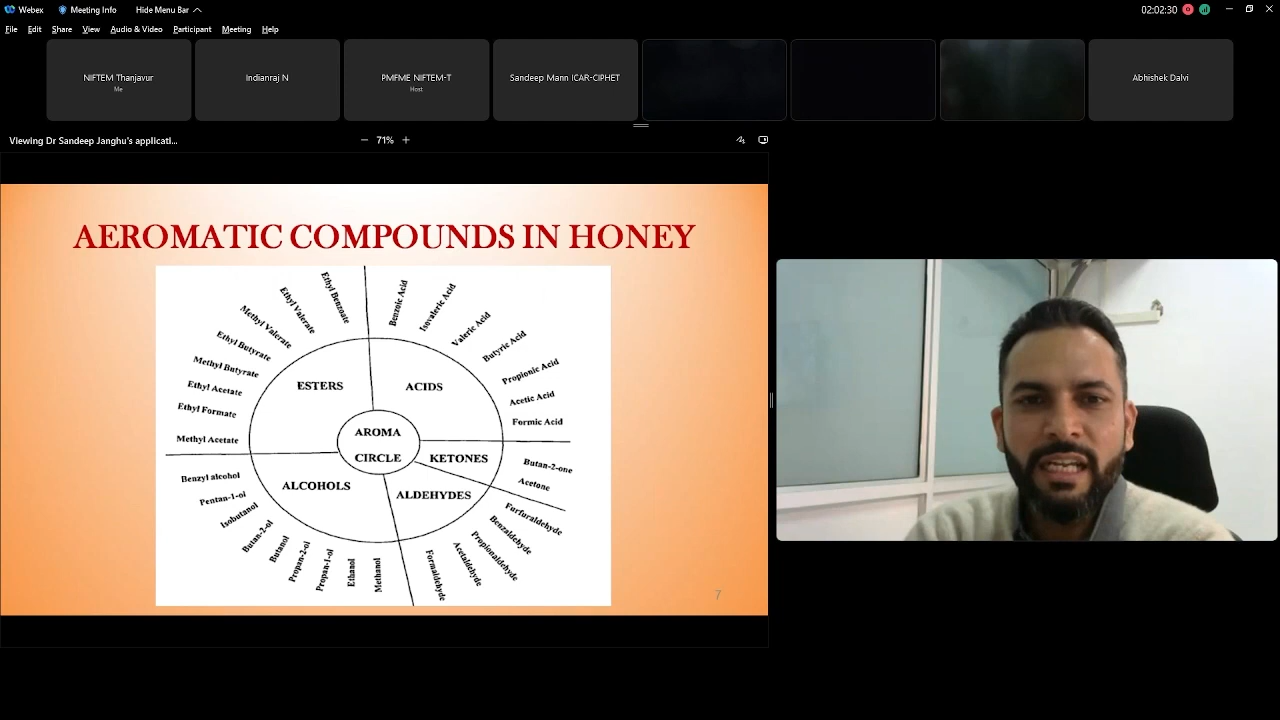 Webex Meeting Info Hide Menu Bar 02:02:30
File Edit Share View Audio & Video Participant Meeting Help
NIFTEM Thanjavur
Me
Indianraj N
PMFME NIFTEM-T
Host
Sandeep Mann ICAR-CIPHET
Abhishek Dalvi
Viewing Dr Sandeep Janghu's applicati...
71%
AEROMATIC COMPOUNDS IN HONEY
AROMA
CIRCLE
ESTERS
Ethyl Benzoate
Ethyl Valerate
Methyl Valerate
Ethyl Butyrate
Methyl Butyrate
Ethyl Acetate
Ethyl Formate
Methyl Acetate
ACIDS
Benzoic Acid
Isovaleric Acid
Valeric Acid
Butyric Acid
Propionic Acid
Acetic Acid
Formic Acid
KETONES
Butan-2-one
Acetone
ALDEHYDES
Furfuraldehyde
Benzaldehyde
Propionaldehyde
Acetaldehyde
Formaldehyde
ALCOHOLS
Benzyl alcohol
Pentan-1-ol
Isobutanol
Butan-2-ol
Butanol
Propan-2-ol
Propan-1-ol
Ethanol
Methanol
7